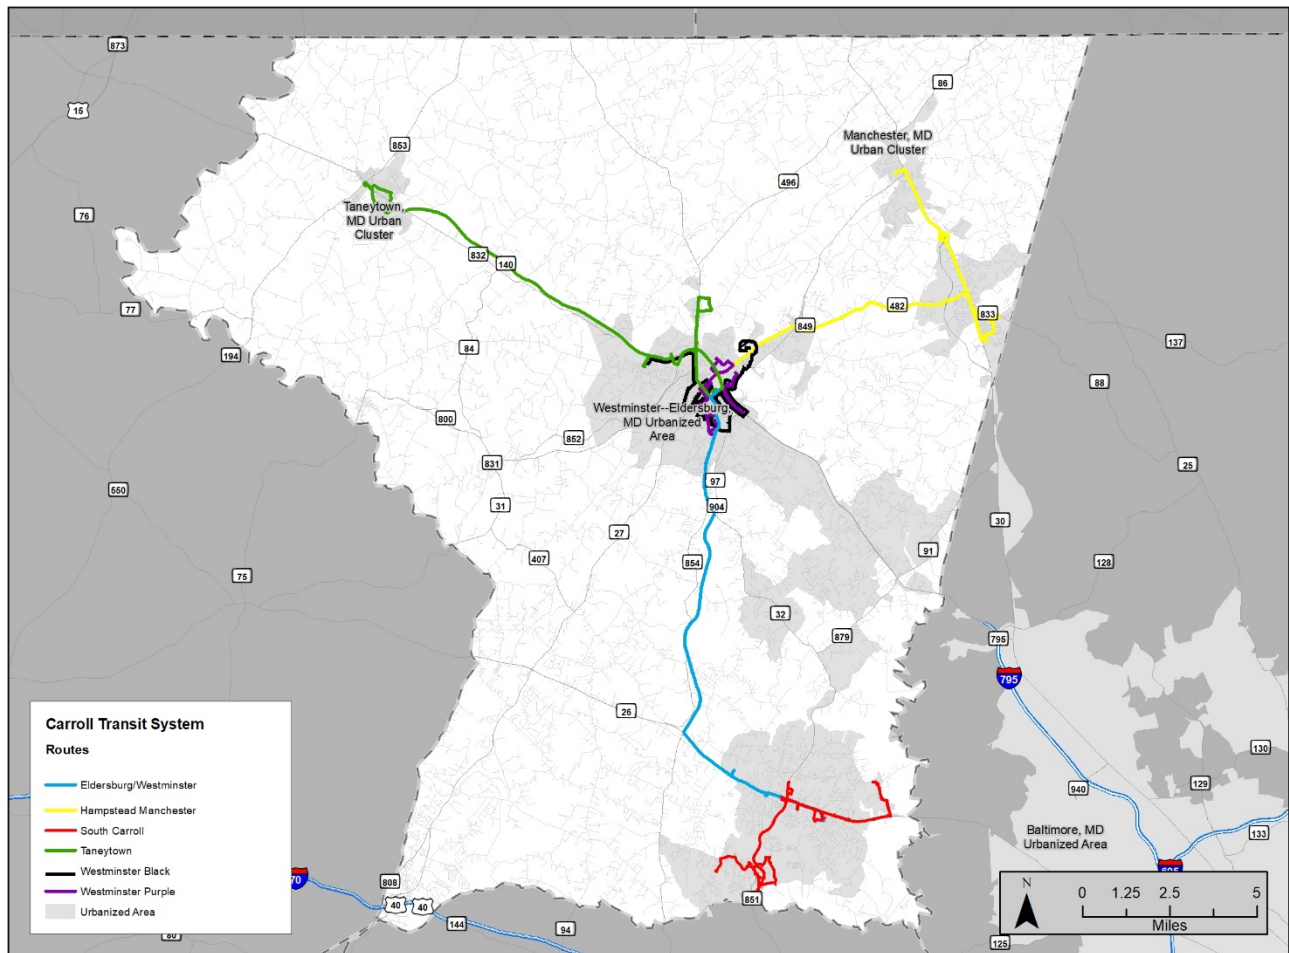 873
86
15
853
Manchester, MD
Urban Cluster
496
76
Taneytown,
MD Urban
Cluster
832
140
77
482
833
849
137
194
84
88
Westminster--Eldersburg,
MD Urbanized
Area
800
852
831
25
550
97
31
904
30
27
91
407
854
128
75
32
879
795
795
26
130
129
940
Baltimore, MD
Urbanized Area
133
695
70
808
40
40
851
144
94
80
125
Carroll Transit System
Routes
Eldersburg/Westminster
Hampstead Manchester
South Carroll
Taneytown
Westminster Black
Westminster Purple
Urbanized Area
N
0 1.25 2.5 5
Miles